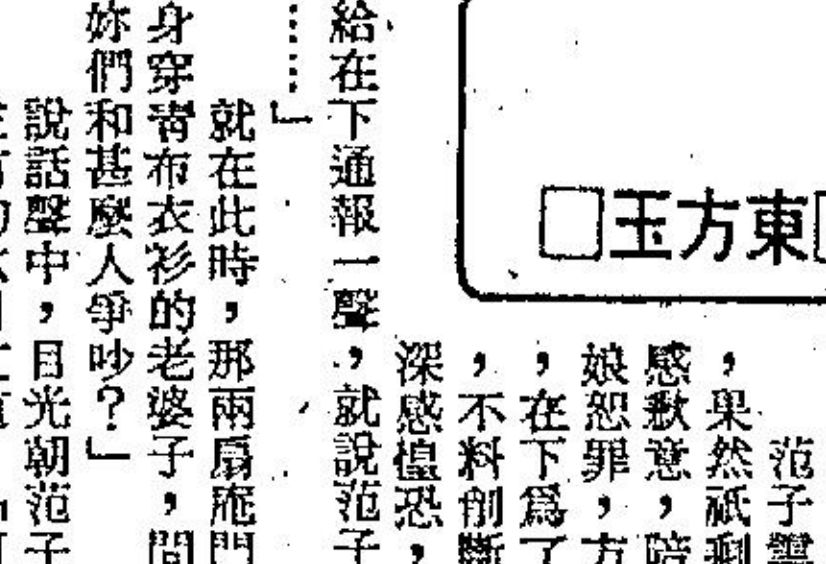 □東方玉□
范子
，果然祇剩
感歉意，陪
娘恕罪，方
，在下爲了
，不料削斷
深感惶恐，
給在下通報一聲，就說范子
……」
就在此時，那兩扇庵門
身穿青布衣衫的老婆子，問
妳們和甚麼人爭吵？」
說話聲中，目光朝范子